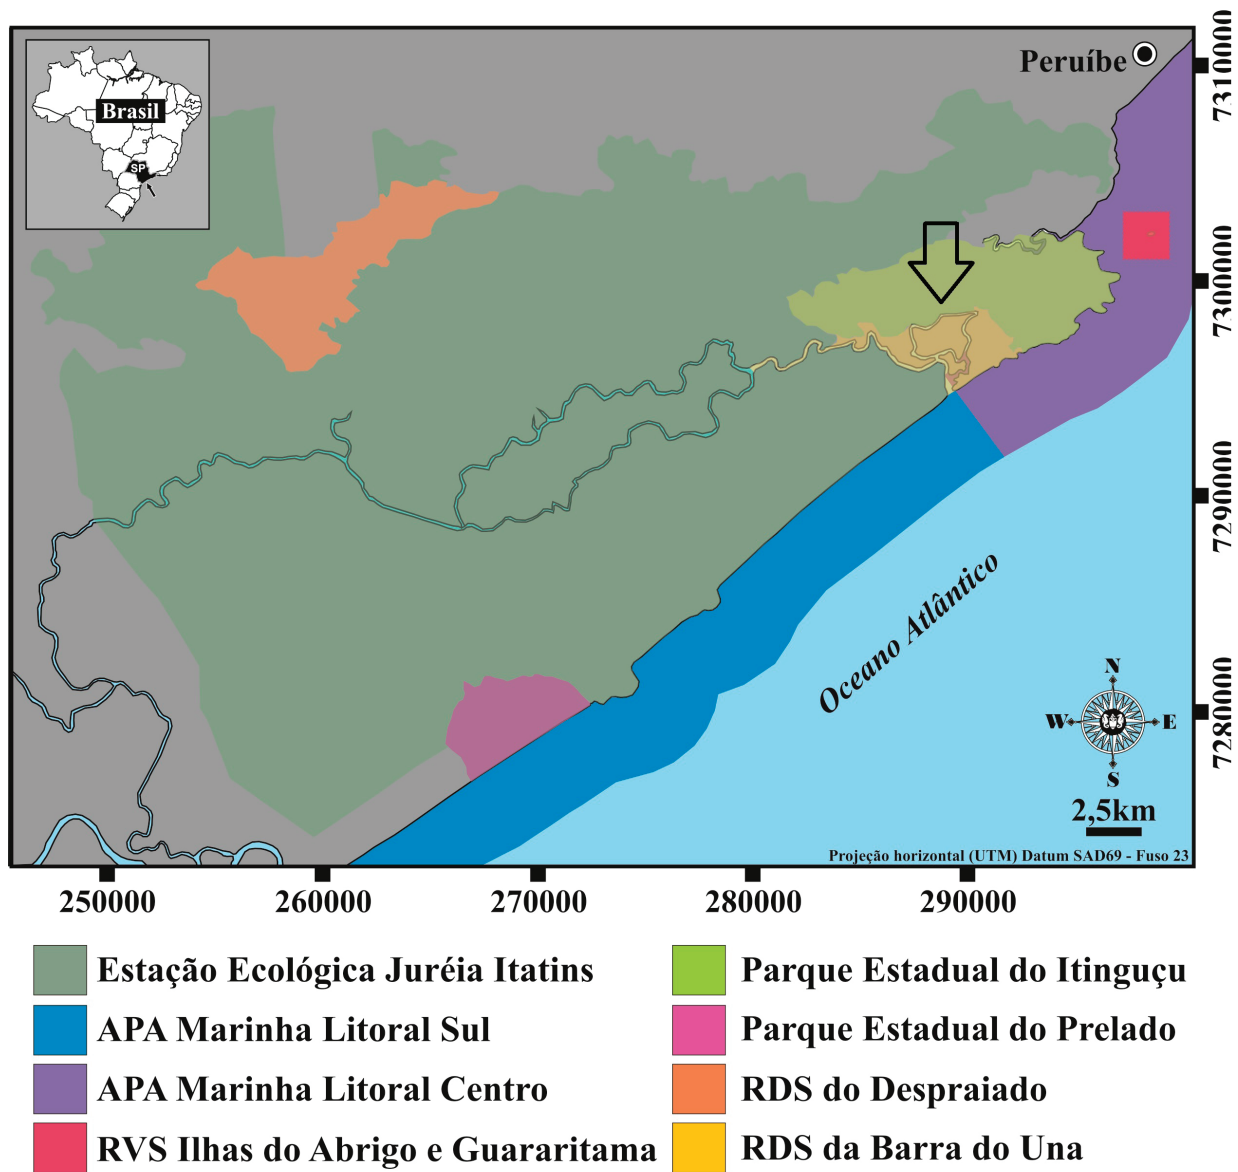 Brasil
SP
Peruíbe
7310000
7300000
7290000
7280000
Oceano Atlântico
N
W
E
S
2,5km
Projeção horizontal (UTM) Datum SAD69 - Fuso 23
250000
260000
270000
280000
290000
Estação Ecológica Juréia Itatins
APA Marinha Litoral Sul
APA Marinha Litoral Centro
RVS Ilhas do Abrigo e Guararitama
Parque Estadual do Itinguçu
Parque Estadual do Prelado
RDS do Despraiado
RDS da Barra do Una